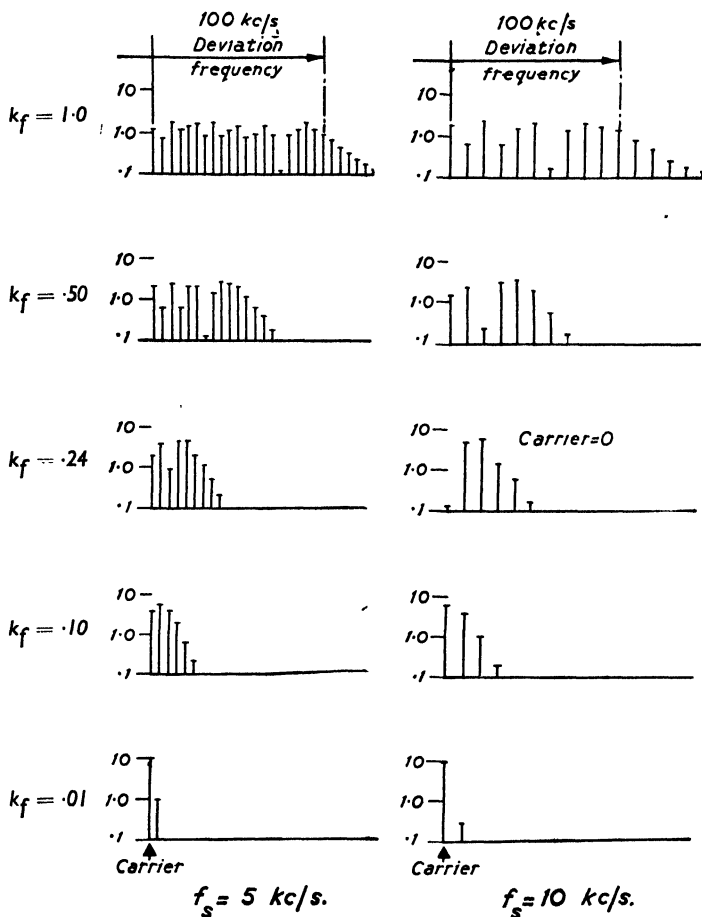 100 kc/s
Deviation
frequency
100 kc/s
Deviation
frequency
k_f = 1·0
10
1·0
·1
10
1·0
·1
k_f = ·50
10
1·0
·1
10
1·0
·1
k_f = ·24
10
1·0
·1
10
1·0
·1
Carrier=0
k_f = ·10
10
1·0
·1
10
1·0
·1
k_f = ·01
10
1·0
·1
10
1·0
·1
Carrier
Carrier
f_s = 5 kc/s.
f_s = 10 kc/s.